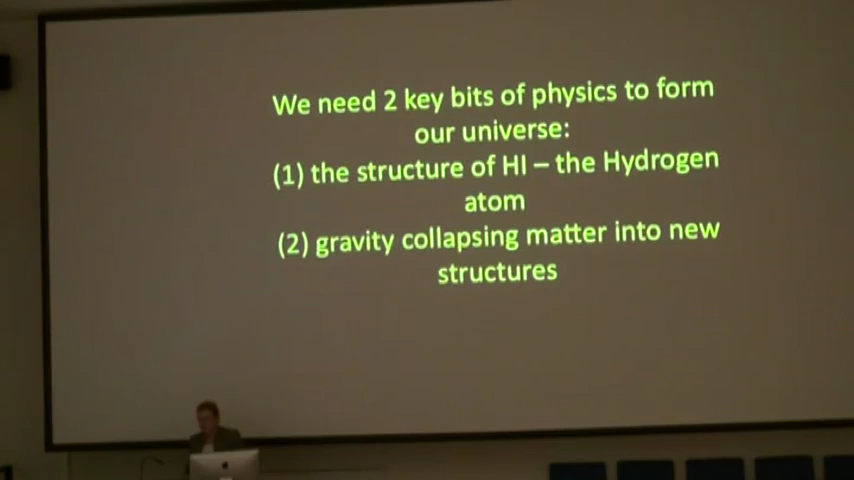 We need 2 key bits of physics to form
our universe:
(1) the structure of HI – the Hydrogen
atom
(2) gravity collapsing matter into new
structures